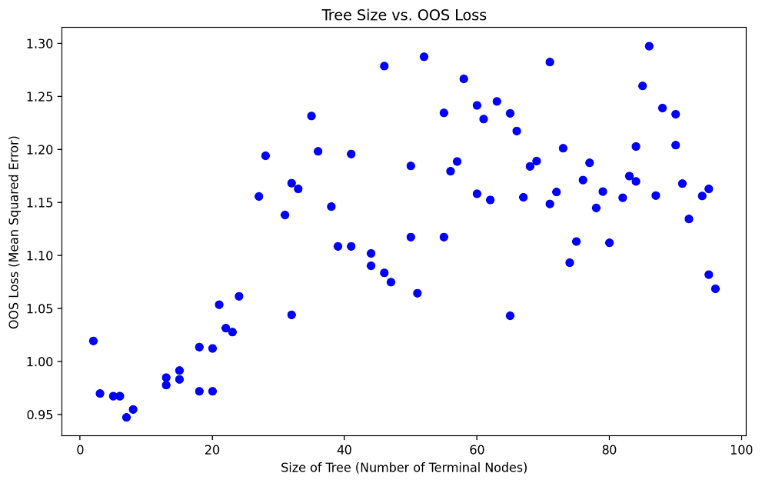 Tree Size vs. OOS Loss
OOS Loss (Mean Squared Error)
1.30
1.25
1.20
1.15
1.10
1.05
1.00
0.95
0 20 40 60 80 100
Size of Tree (Number of Terminal Nodes)